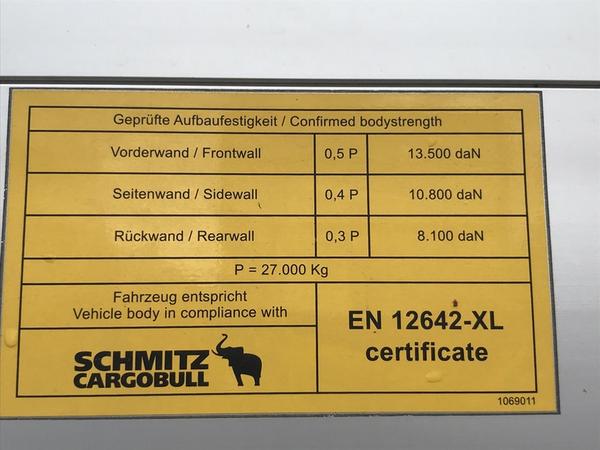 Geprüfte Aufbaufestigkeit / Confirmed bodystrength
Vorderwand / Frontwall 0,5 P 13.500 daN
Seitenwand / Sidewall 0,4 P 10.800 daN
Rückwand / Rearwall 0,3 P 8.100 daN
P = 27.000 Kg
Fahrzeug entspricht
Vehicle body in compliance with
SCHMITZ
CARGOBULL
EN 12642-XL
certificate
1069011